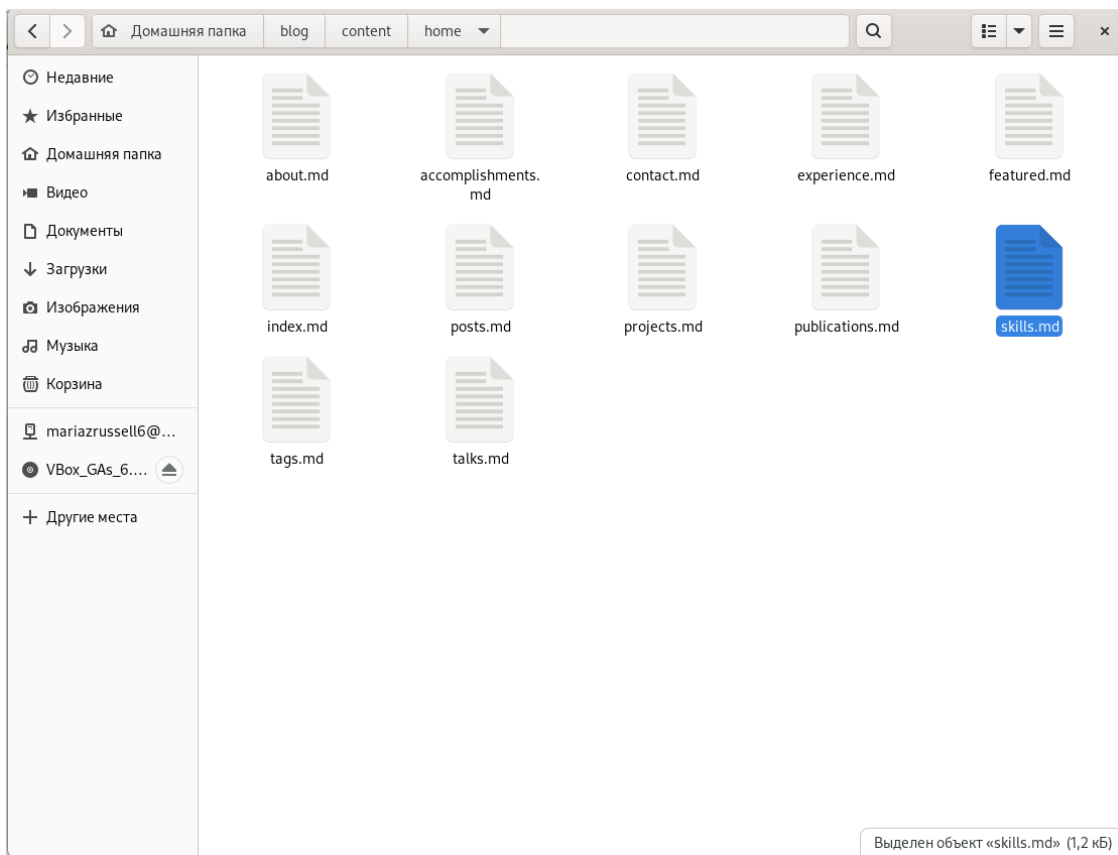 Домашняя папка blog content home
Недавние
Избранные
Домашняя папка
Видео
Документы
Загрузки
Изображения
Музыка
Корзина
mariazrussell6@...
VBox_GAs_6....
Другие места
about.md
accomplishments.
md
contact.md
experience.md
featured.md
index.md
posts.md
projects.md
publications.md
skills.md
tags.md
talks.md
Выделен объект «skills.md» (1,2 кБ)